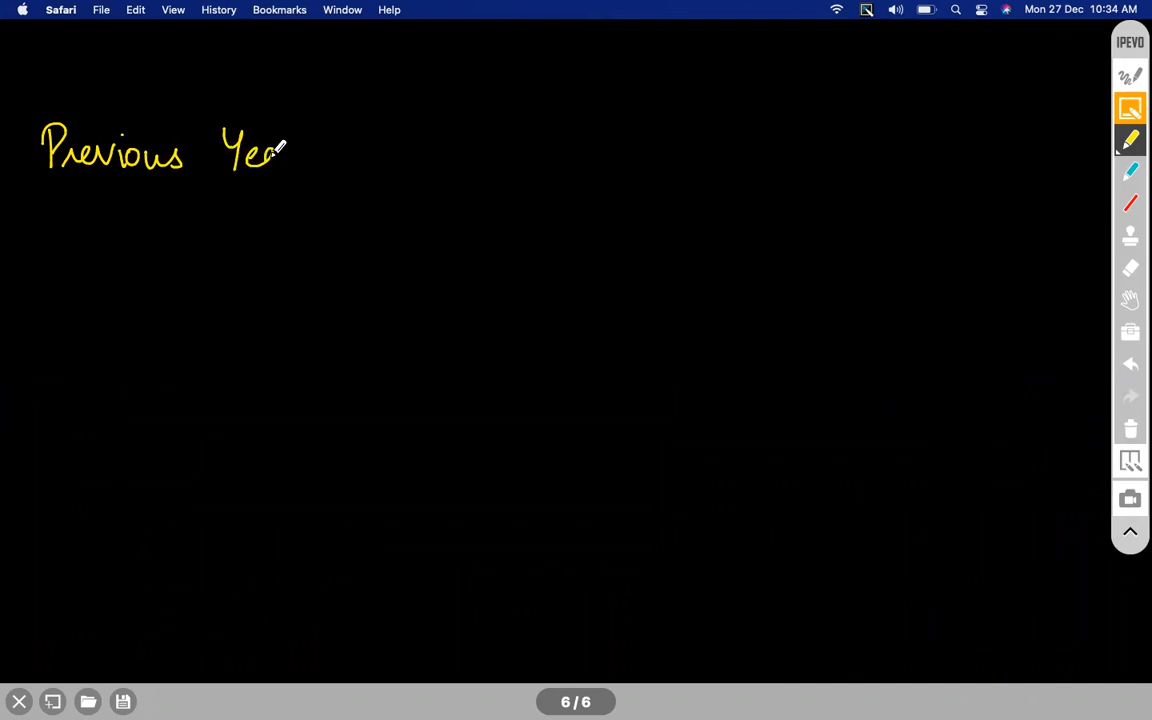 Safari File Edit View History Bookmarks Window Help Mon 27 Dec 10:34 AM
IPEVO
Previous Yea
6 / 6